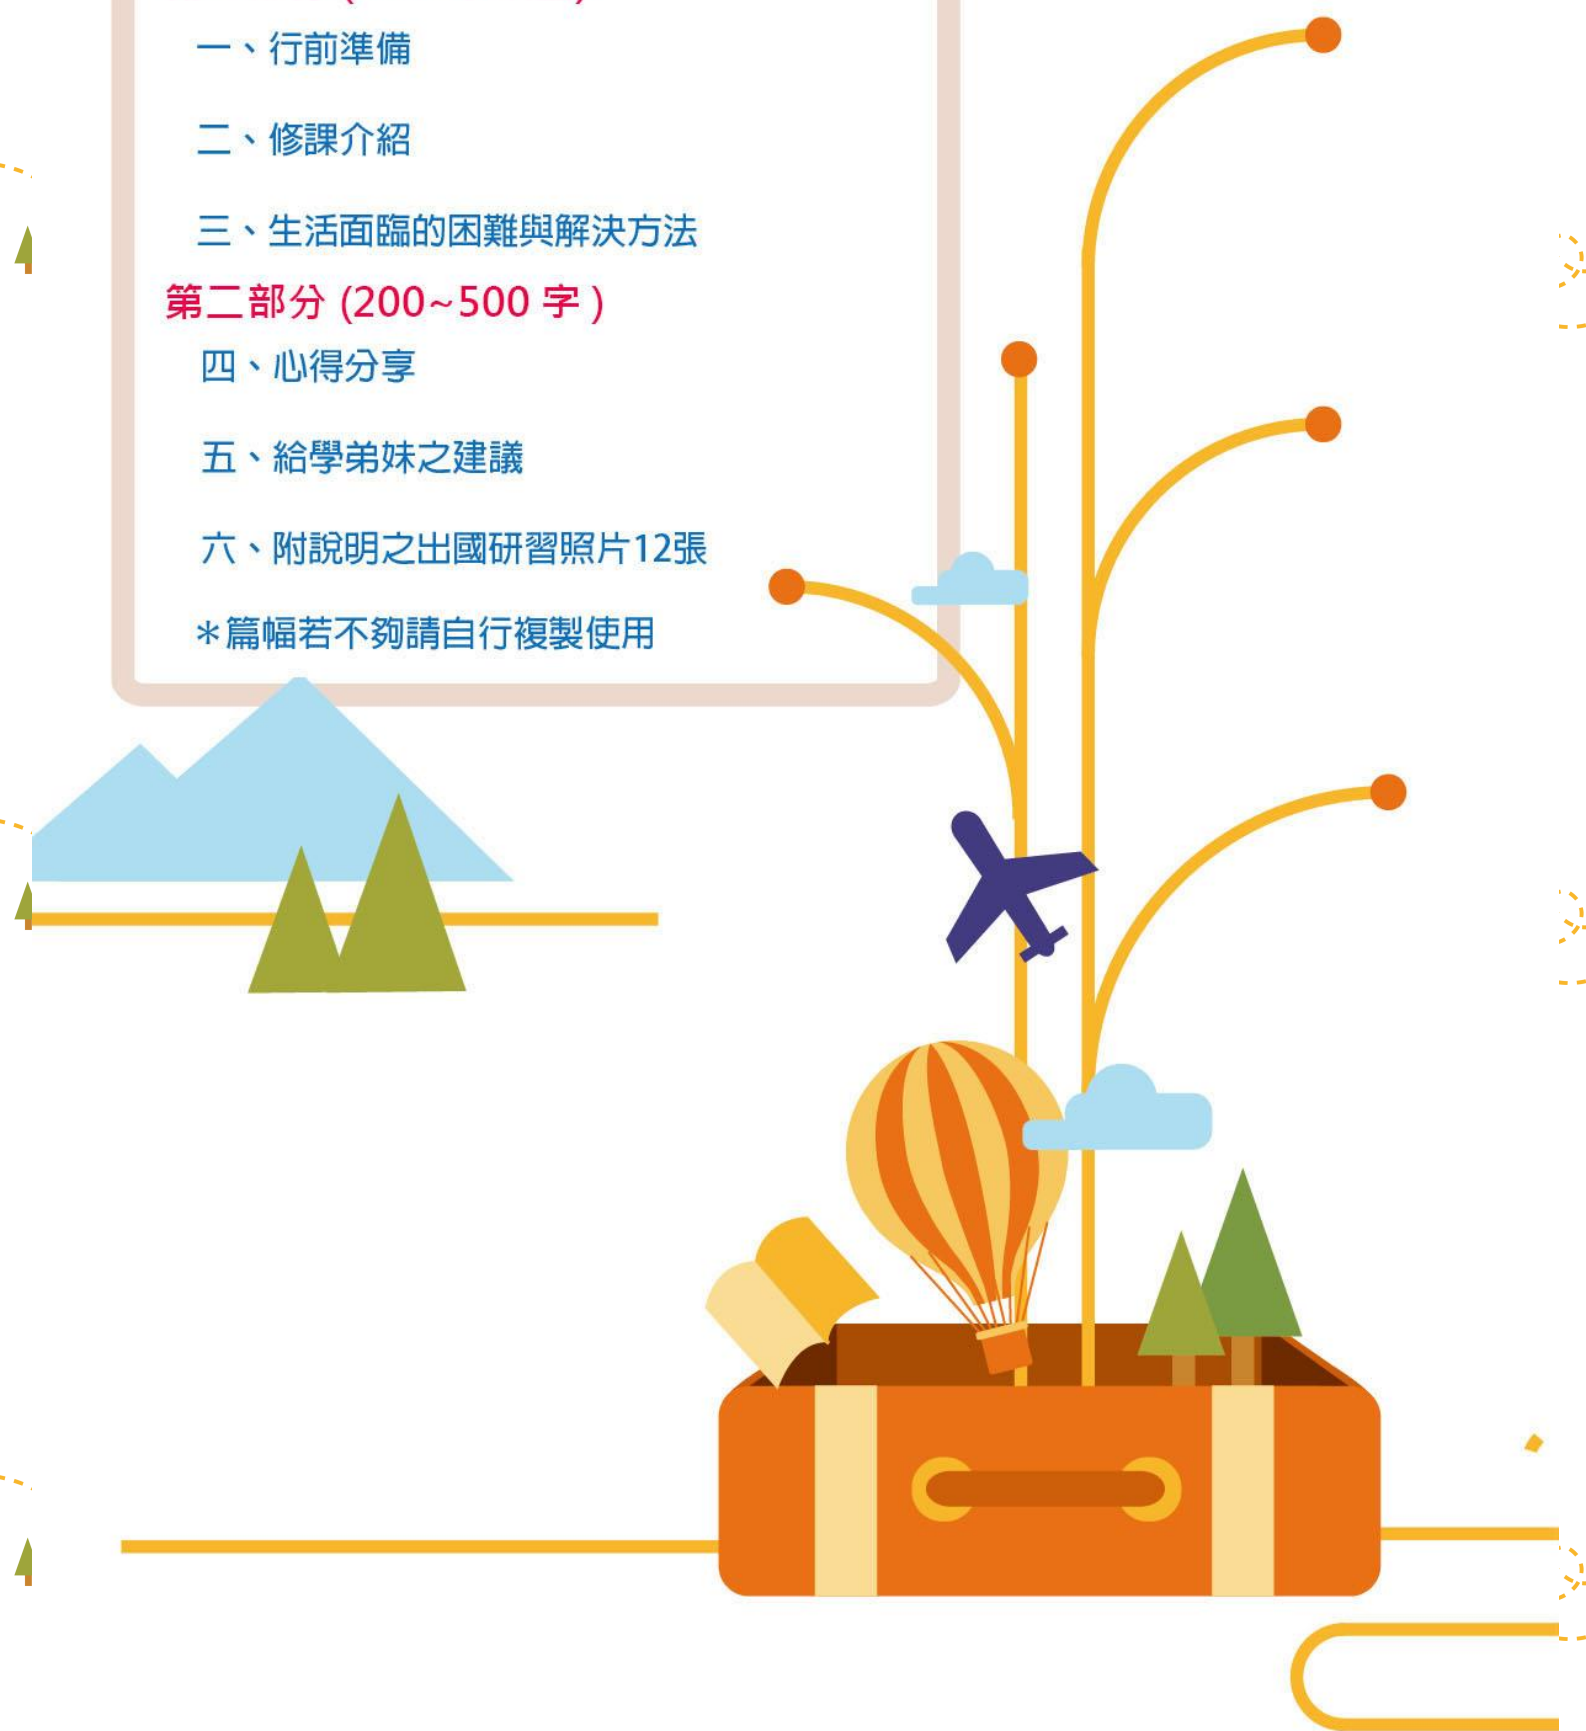 一、行前準備
二、修課介紹
三、生活面臨的困難與解決方法
第二部分 (200~500 字 )
四、心得分享
五、給學弟妹之建議
六、附說明之出國研習照片12張
＊篇幅若不夠請自行複製使用